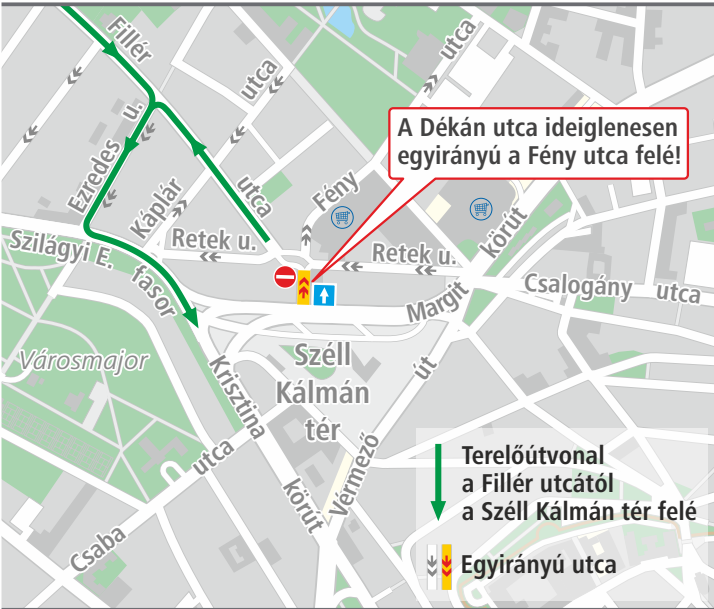 Fillér
utca
utca
A Dékán utca ideiglenesen
egyirányú a Fény utca felé!
Ezredes u.
Káplár
utca
Fény
körút
Retek u.
Retek u.
Szilágyi E. fasor
Csalogány utca
Margit
Városmajor
Krisztina
Széll
Kálmán
tér
út
utca
Vérmező
körút
Csaba
Terelőútvonal
a Fillér utcától
a Széll Kálmán tér felé
Egyirányú utca